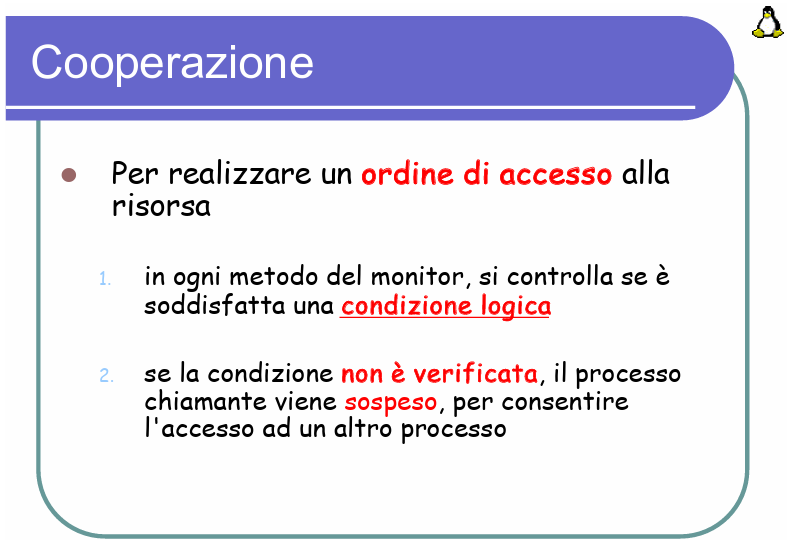 Cooperazione
Per realizzare un ordine di accesso alla
risorsa
1. in ogni metodo del monitor, si controlla se è
soddisfatta una condizione logica
2. se la condizione non è verificata, il processo
chiamante viene sospeso, per consentire
l'accesso ad un altro processo